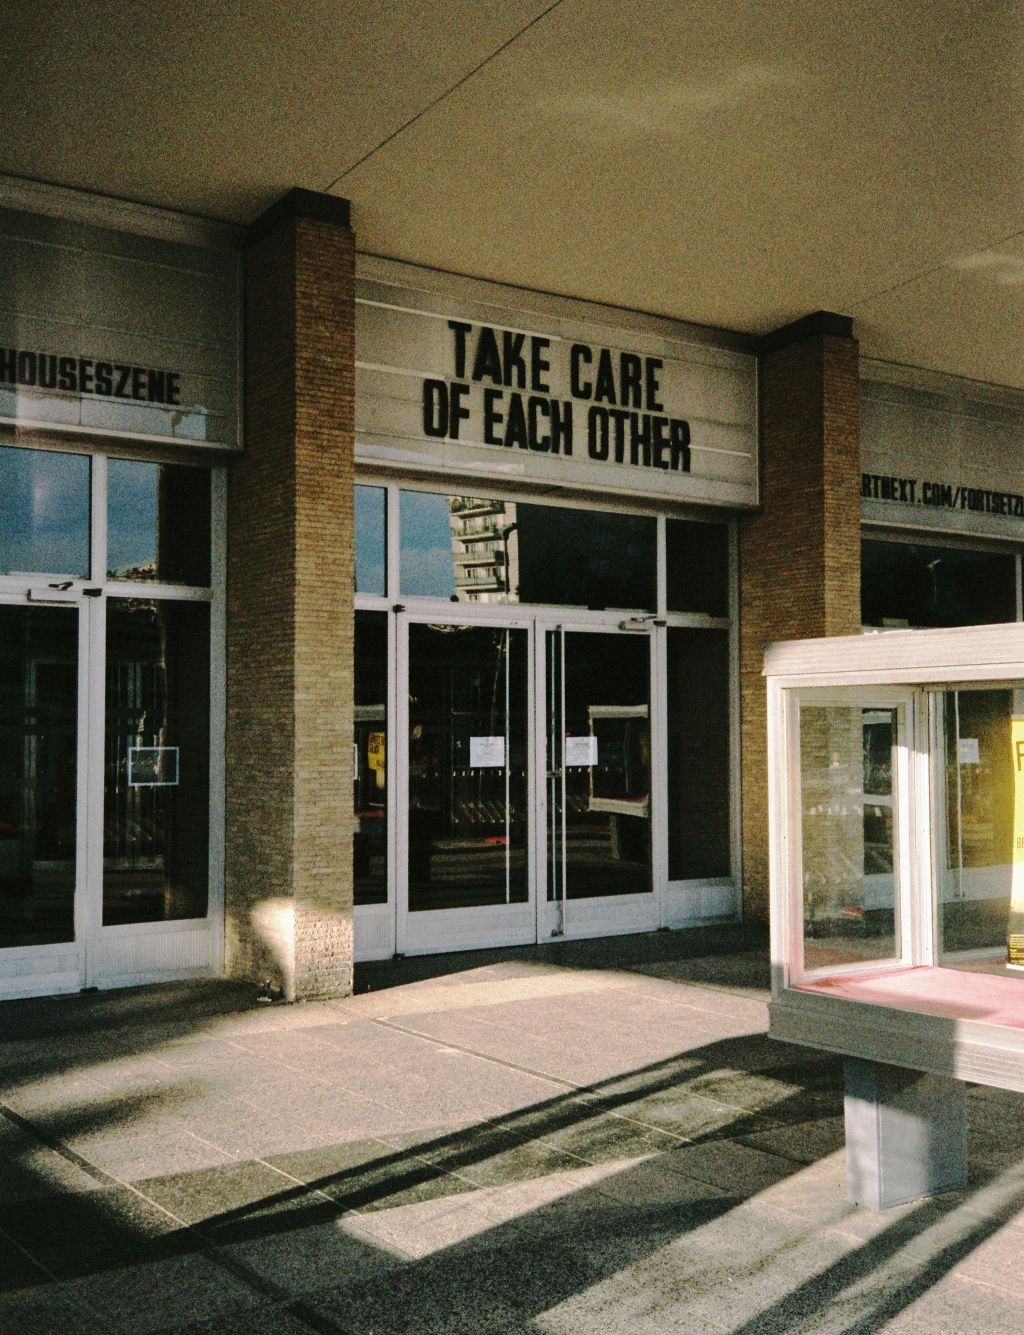 HOUSESZENE
TAKE CARE
OF EACH OTHER
RTNEXT.COM/FORTSETZ